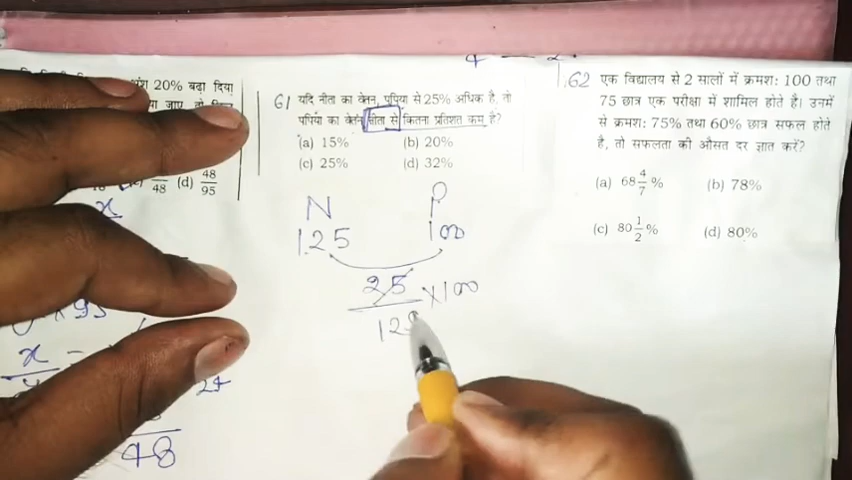 20% बढ़ा दिया
48
(d) 48/95
x
x
48
61 यदि नीता का वेतन, पपिया से 25% अधिक है, तो
पपिया का वेतन नीता से कितना प्रतिशत कम है?
(a) 15% (b) 20%
(c) 25% (d) 32%
N P
125 100
25/125 ×100
62 एक विद्यालय से 2 सालों में क्रमश: 100 तथा
75 छात्र एक परीक्षा में शामिल होते है। उनमें
से क्रमश: 75% तथा 60% छात्र सफल होते
है, तो सफलता की औसत दर ज्ञात करें?
(a) 68 4/7 % (b) 78%
(c) 80 1/2 % (d) 80%